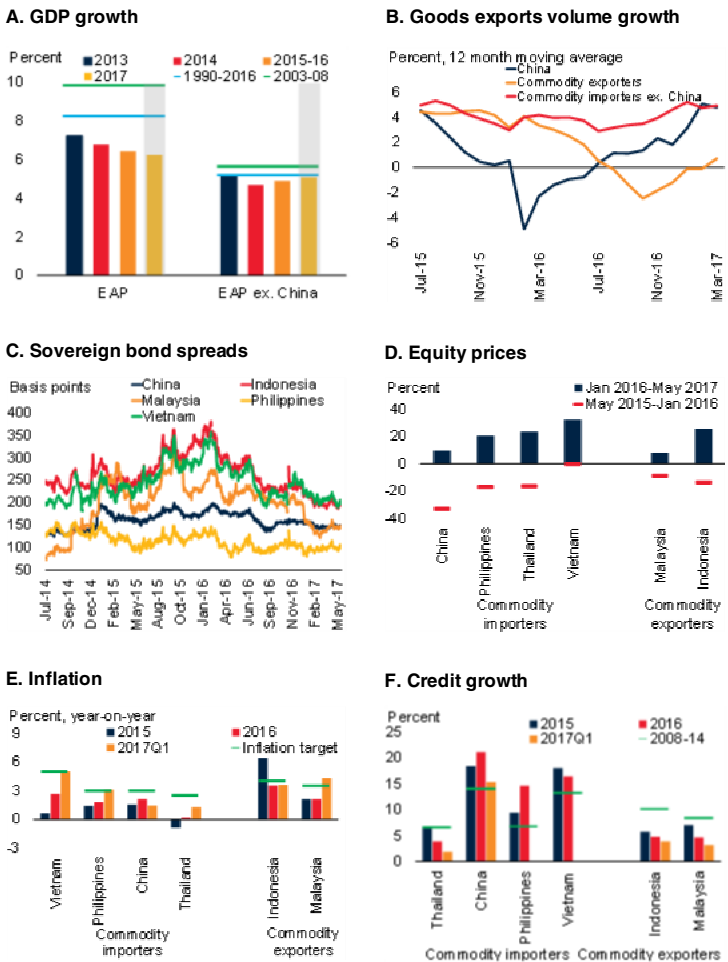 A. GDP growth
Percent
2013 2014 2015-16
2017 1990-2016 2003-08
10
8
6
4
2
0
EAP EAP ex. China
B. Goods exports volume growth
Percent, 12 month moving average
China
Commodity exporters
Commodity importers ex. China
6
4
2
0
-2
-4
-6
Jul-15 Nov-15 Mar-16 Jul-16 Nov-16 Mar-17
C. Sovereign bond spreads
Basis points
China Indonesia
Malaysia Philippines
Vietnam
400
350
300
250
200
150
100
50
Jul-14 Sep-14 Dec-14 Feb-15 May-15 Aug-15 Oct-15 Jan-16 Apr-16 Jun-16 Sep-16 Nov-16 Feb-17 May-17
D. Equity prices
Percent
Jan 2016-May 2017
May 2015-Jan 2016
40
20
0
-20
-40
China Philippines Thailand Vietnam Malaysia Indonesia
Commodity Commodity
importers exporters
E. Inflation
Percent, year-on-year
2015 2016
2017Q1 Inflation target
9
6
3
0
-3
Vietnam Philippines China Thailand Indonesia Malaysia
Commodity Commodity
importers exporters
F. Credit growth
Percent
2015 2016
2017Q1 2008-14
25
20
15
10
5
0
Thailand China Philippines Vietnam Indonesia Malaysia
Commodity importers Commodity exporters